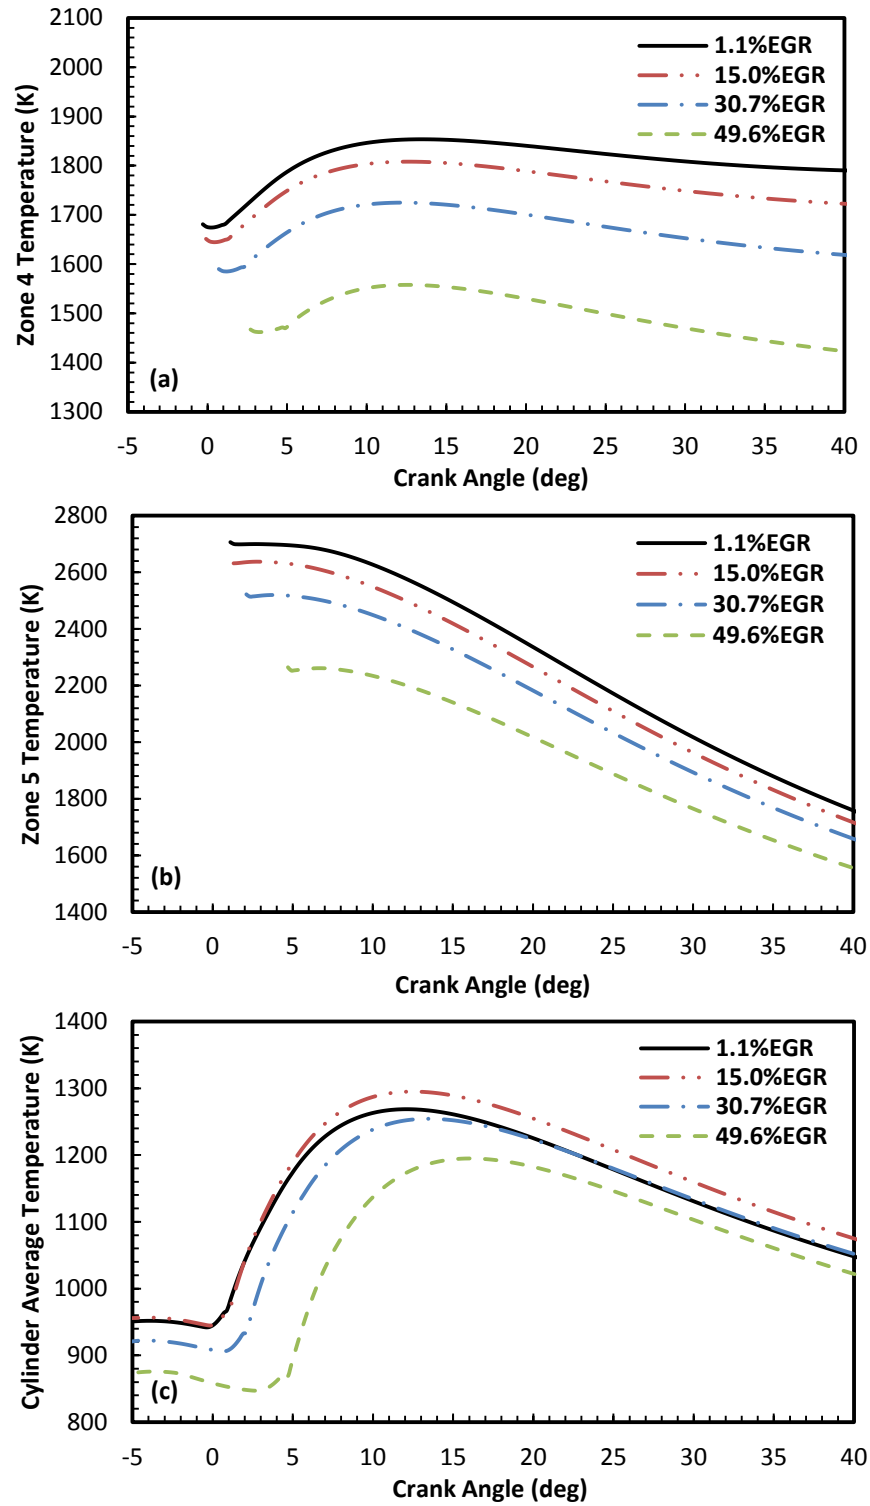 2100
2000
1900
1800
1700
1600
1500
1400
1300
Zone 4 Temperature (K)
1.1%EGR
15.0%EGR
30.7%EGR
49.6%EGR
(a)
-5 0 5 10 15 20 25 30 35 40
Crank Angle (deg)
2800
2600
2400
2200
2000
1800
1600
1400
Zone 5 Temperature (K)
1.1%EGR
15.0%EGR
30.7%EGR
49.6%EGR
(b)
-5 0 5 10 15 20 25 30 35 40
Crank Angle (deg)
1400
1300
1200
1100
1000
900
800
Cylinder Average Temperature (K)
1.1%EGR
15.0%EGR
30.7%EGR
49.6%EGR
(c)
-5 0 5 10 15 20 25 30 35 40
Crank Angle (deg)